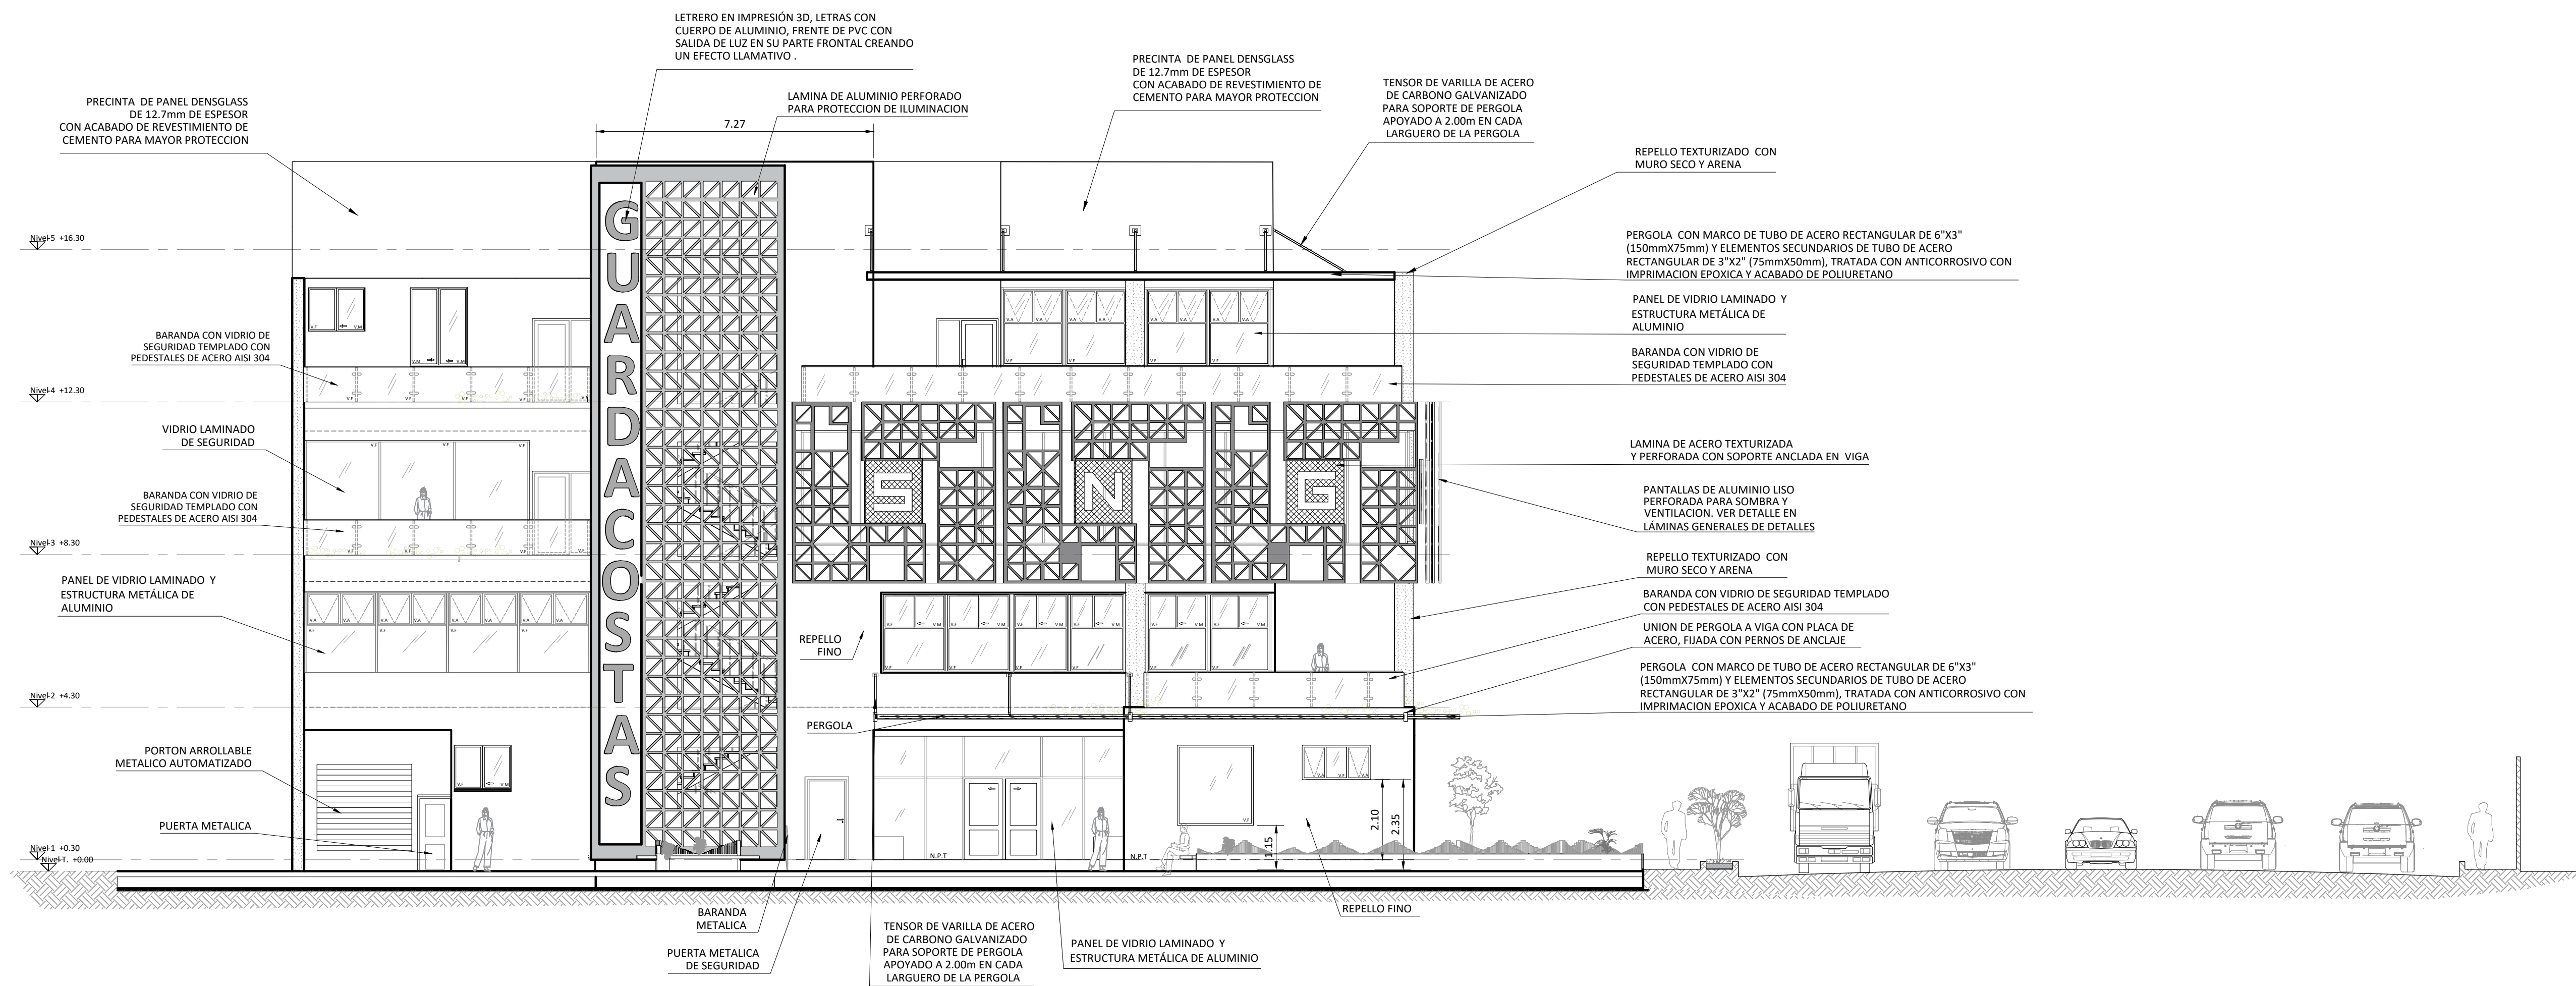 LETRERO EN IMPRESIÓN 3D, LETRAS CON
CUERPO DE ALUMINIO, FRENTE DE PVC CON
SALIDA DE LUZ EN SU PARTE FRONTAL CREANDO
UN EFECTO LLAMATIVO .
PRECINTA DE PANEL DENSGLASS
DE 12.7mm DE ESPESOR
CON ACABADO DE REVESTIMIENTO DE
CEMENTO PARA MAYOR PROTECCION
LAMINA DE ALUMINIO PERFORADO
PARA PROTECCION DE ILUMINACION
7.27
PRECINTA DE PANEL DENSGLASS
DE 12.7mm DE ESPESOR
CON ACABADO DE REVESTIMIENTO DE
CEMENTO PARA MAYOR PROTECCION
TENSOR DE VARILLA DE ACERO
DE CARBONO GALVANIZADO
PARA SOPORTE DE PERGOLA
APOYADO A 2.00m EN CADA
LARGUERO DE LA PERGOLA
REPELLO TEXTURIZADO CON
MURO SECO Y ARENA
PERGOLA CON MARCO DE TUBO DE ACERO RECTANGULAR DE 6"X3"
(150mmX75mm) Y ELEMENTOS SECUNDARIOS DE TUBO DE ACERO
RECTANGULAR DE 3"X2" (75mmX50mm), TRATADA CON ANTICORROSIVO CON
IMPRIMACION EPOXICA Y ACABADO DE POLIURETANO
PANEL DE VIDRIO LAMINADO Y
ESTRUCTURA METÁLICA DE
ALUMINIO
BARANDA CON VIDRIO DE
SEGURIDAD TEMPLADO CON
PEDESTALES DE ACERO AISI 304
LAMINA DE ACERO TEXTURIZADA
Y PERFORADA CON SOPORTE ANCLADA EN VIGA
PANTALLAS DE ALUMINIO LISO
PERFORADA PARA SOMBRA Y
VENTILACION. VER DETALLE EN
LÁMINAS GENERALES DE DETALLES
REPELLO TEXTURIZADO CON
MURO SECO Y ARENA
BARANDA CON VIDRIO DE SEGURIDAD TEMPLADO
CON PEDESTALES DE ACERO AISI 304
UNION DE PERGOLA A VIGA CON PLACA DE
ACERO, FIJADA CON PERNOS DE ANCLAJE
PERGOLA CON MARCO DE TUBO DE ACERO RECTANGULAR DE 6"X3"
(150mmX75mm) Y ELEMENTOS SECUNDARIOS DE TUBO DE ACERO
RECTANGULAR DE 3"X2" (75mmX50mm), TRATADA CON ANTICORROSIVO CON
IMPRIMACION EPOXICA Y ACABADO DE POLIURETANO
Nivel-5 +16.30
BARANDA CON VIDRIO DE
SEGURIDAD TEMPLADO CON
PEDESTALES DE ACERO AISI 304
Nivel-4 +12.30
VIDRIO LAMINADO
DE SEGURIDAD
BARANDA CON VIDRIO DE
SEGURIDAD TEMPLADO CON
PEDESTALES DE ACERO AISI 304
Nivel-3 +8.30
PANEL DE VIDRIO LAMINADO Y
ESTRUCTURA METÁLICA DE
ALUMINIO
Nivel-2 +4.30
PORTON ARROLLABLE
METALICO AUTOMATIZADO
PUERTA METALICA
Nivel-1 +0.30
Nivel-T. +0.00
GUARDACOSTAS
S N G
REPELLO
FINO
PERGOLA
N.P.T
N.P.T
1.15
2.10
2.35
BARANDA
METALICA
PUERTA METALICA
DE SEGURIDAD
TENSOR DE VARILLA DE ACERO
DE CARBONO GALVANIZADO
PARA SOPORTE DE PERGOLA
APOYADO A 2.00m EN CADA
LARGUERO DE LA PERGOLA
PANEL DE VIDRIO LAMINADO Y
ESTRUCTURA METÁLICA DE ALUMINIO
REPELLO FINO